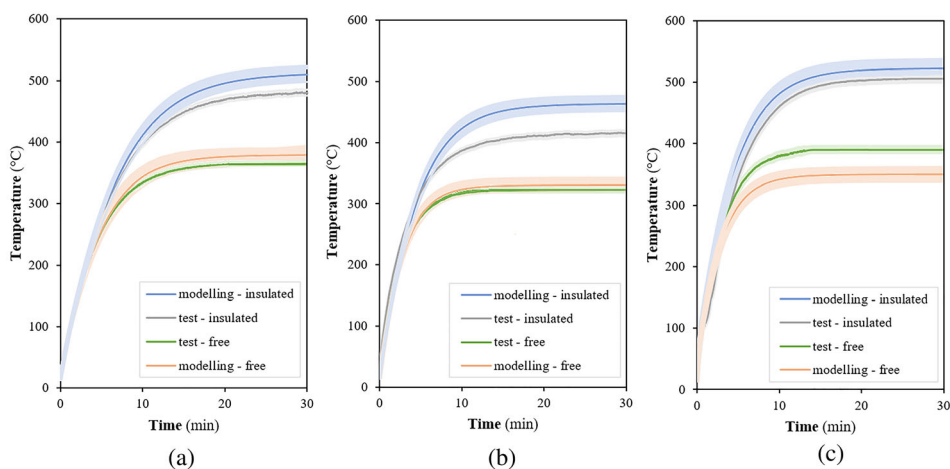 600
500
400
300
200
100
0
Temperature (°C)
modelling - insulated
test - insulated
test - free
modelling - free
0
10
20
30
Time (min)
(a)
600
500
400
300
200
100
0
Temperature (°C)
modelling - insulated
test - insulated
test - free
modelling - free
0
10
20
30
Time (min)
(b)
600
500
400
300
200
100
0
Temperature (°C)
modelling - insulated
test - insulated
test - free
modelling - free
0
10
20
30
Time (min)
(c)